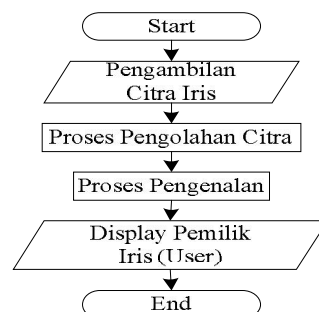 Start
Pengambilan
Citra Iris
Proses Pengolahan Citra
Proses Pengenalan
Display Pemilik
Iris (User)
End